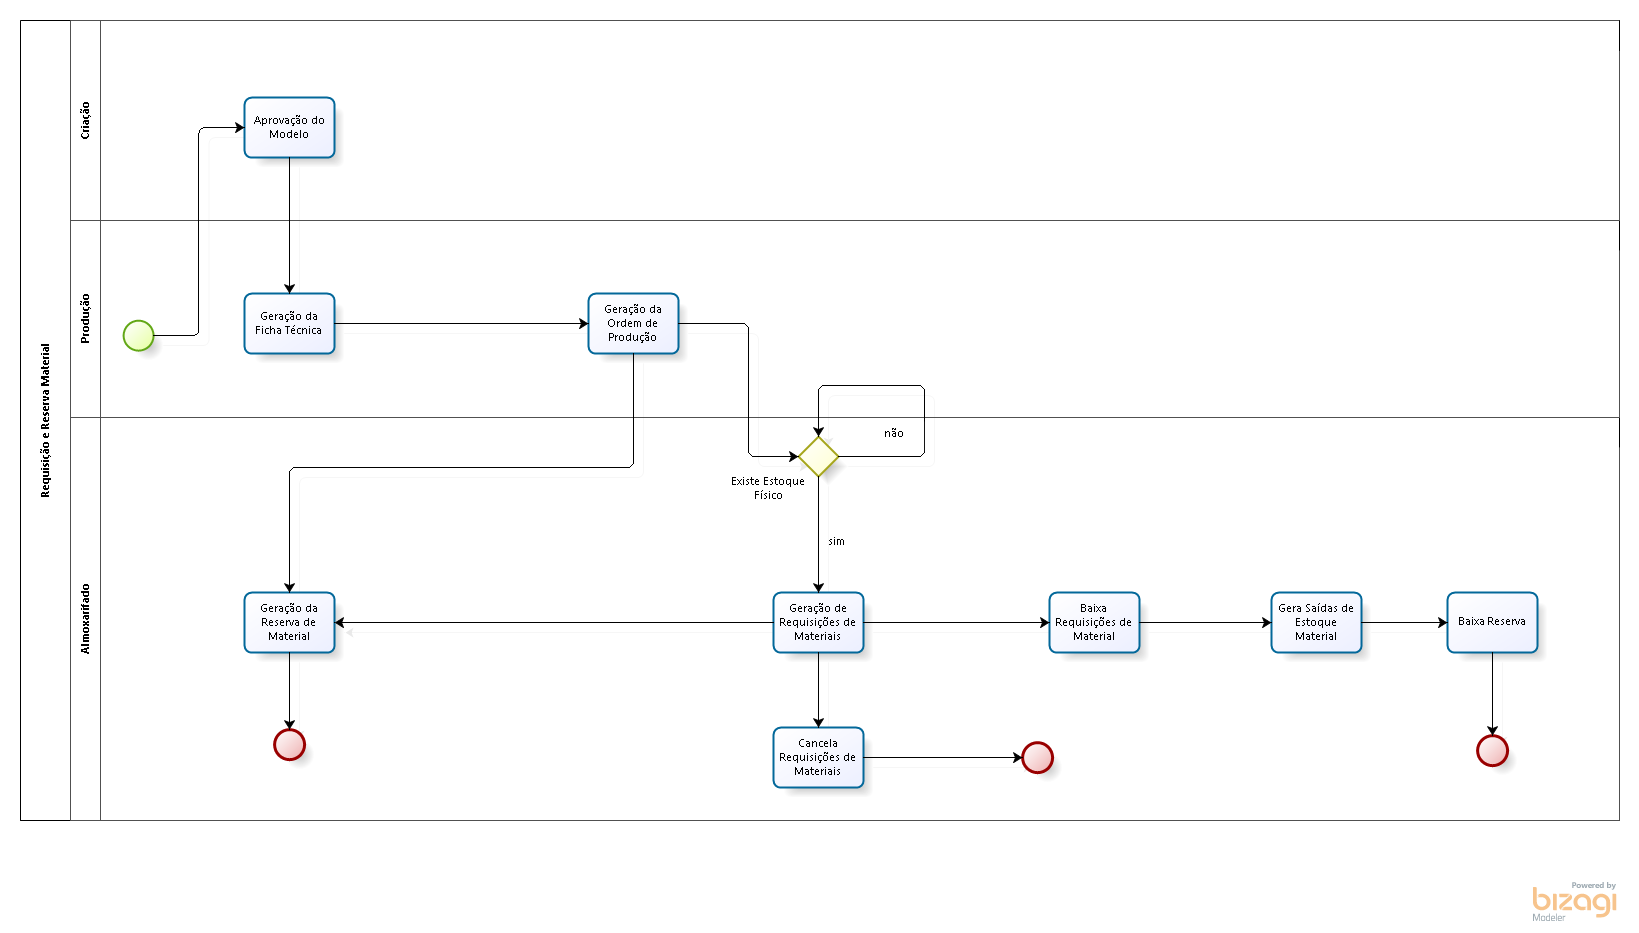 Requisição e Reserva Material
Criação
Aprovação do
Modelo
Produção
Geração da
Ficha Técnica
Geração da
Ordem de
Produção
Almoxarifado
não
Existe Estoque
Físico
sim
Geração da
Reserva de
Material
Geração de
Requisições de
Materiais
Baixa
Requisições de
Material
Gera Saídas de
Estoque
Material
Baixa Reserva
Cancela
Requisições de
Materiais
Powered by
bizagi
Modeler